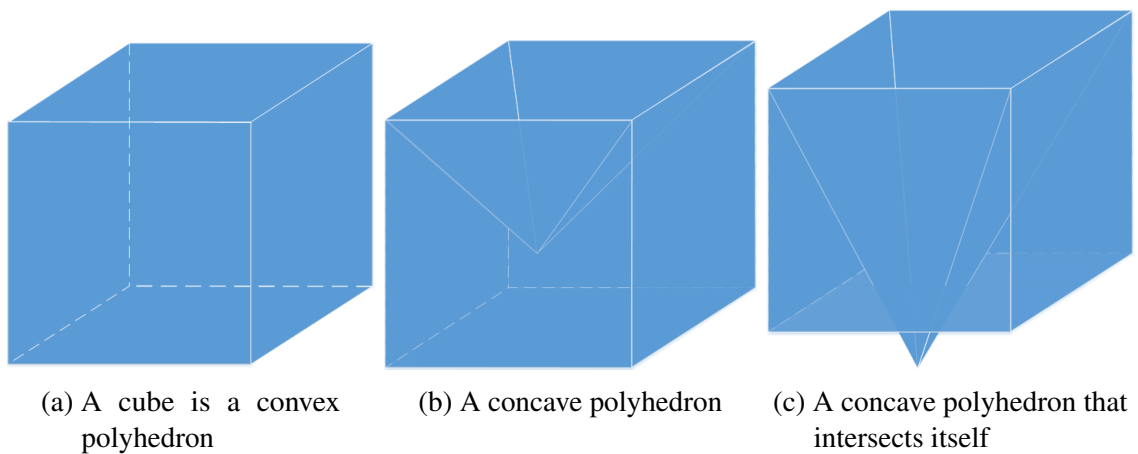 (a) A cube is a convex
polyhedron
(b) A concave polyhedron
(c) A concave polyhedron that
intersects itself